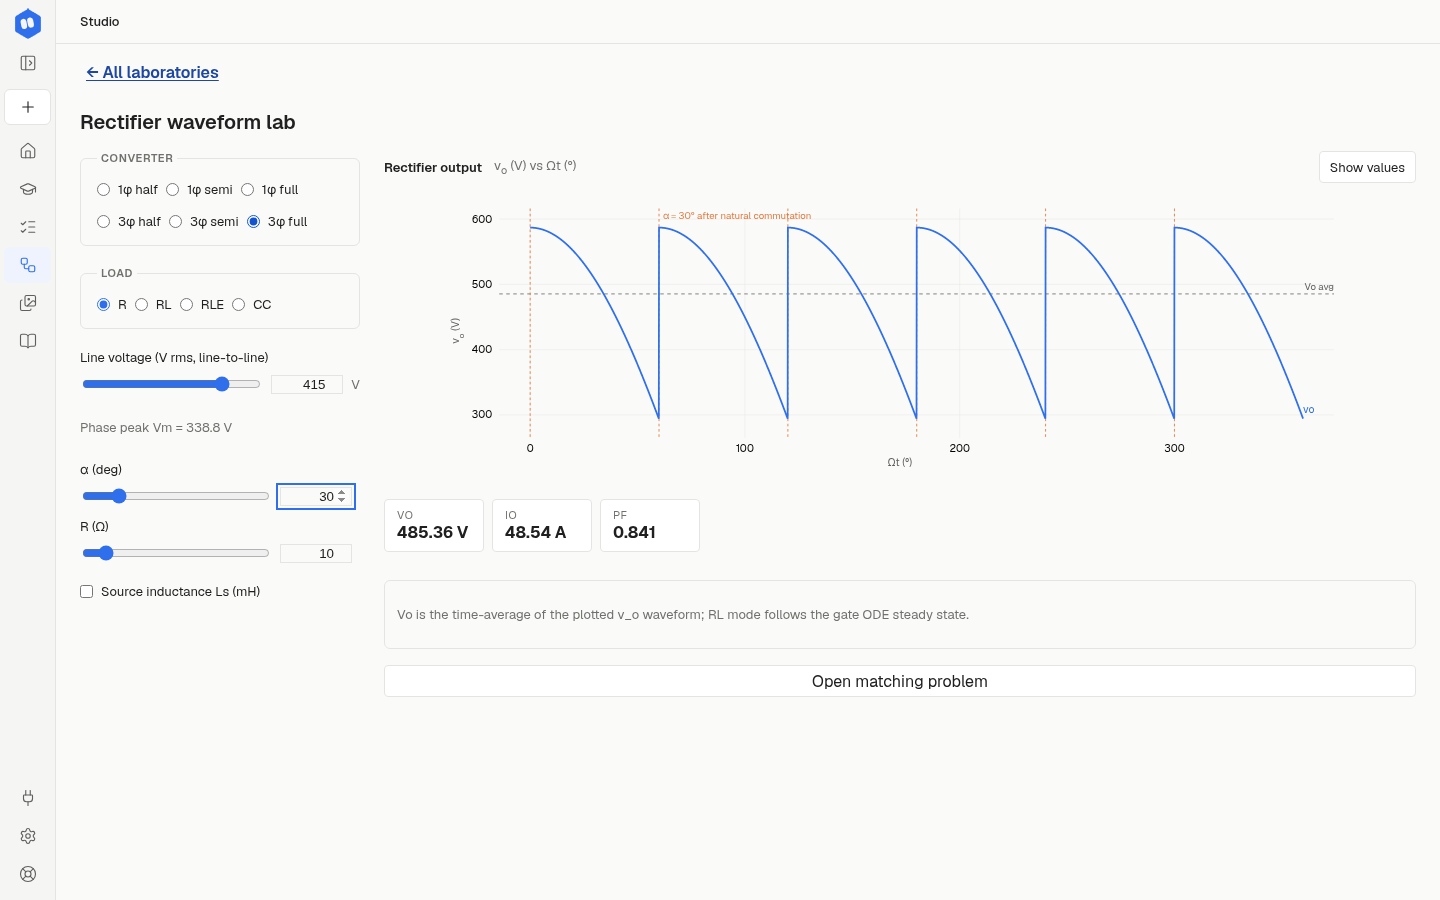 Studio
← All laboratories
Rectifier waveform lab
CONVERTER
1φ half 1φ semi 1φ full
3φ half 3φ semi 3φ full
LOAD
R RL RLE CC
Line voltage (V rms, line-to-line)
415 V
Phase peak Vm = 338.8 V
α (deg)
30
R (Ω)
10
Source inductance Ls (mH)
Rectifier output vo (V) vs Ωt (°)
Show values
α = 30° after natural commutation
600
500
400
300
vo (V)
Vo avg
vo
0 100 200 300
Ωt (°)
VO
485.36 V
IO
48.54 A
PF
0.841
Vo is the time-average of the plotted v_o waveform; RL mode follows the gate ODE steady state.
Open matching problem